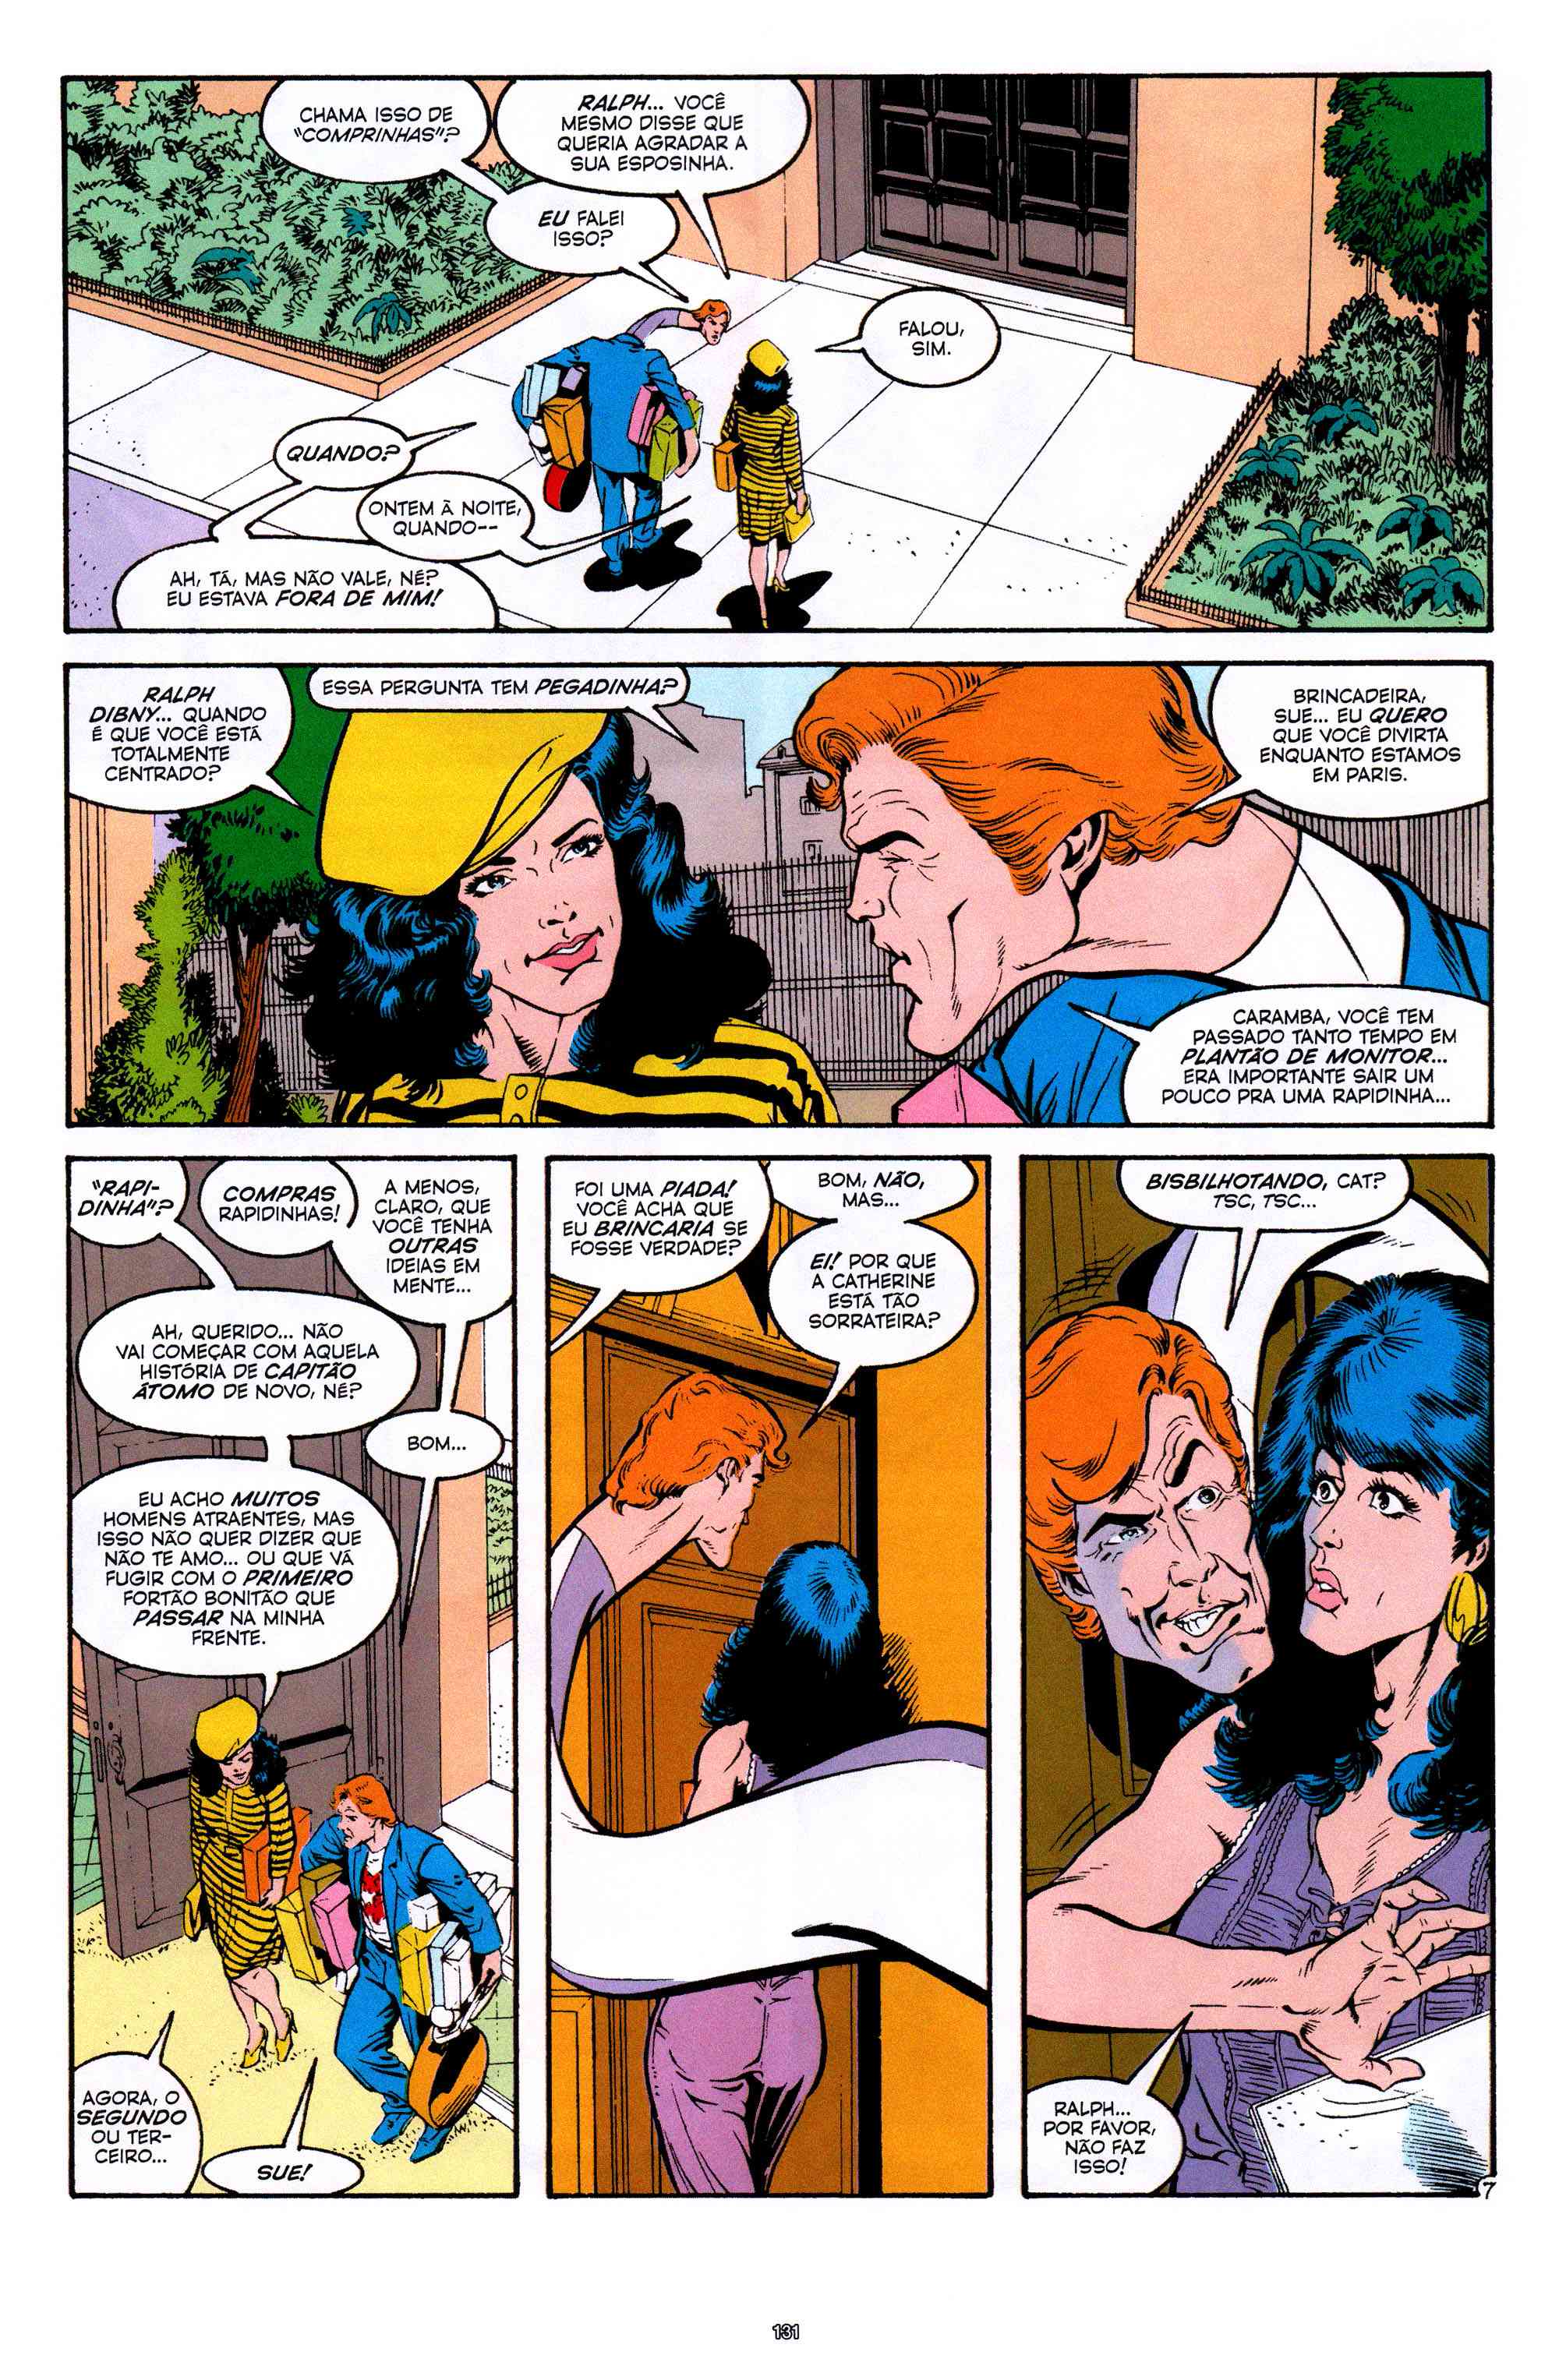 CHAMA ISSO DE
"COMPRINHAS"?
RALPH... VOCÊ
MESMO DISSE QUE
QUERIA AGRADAR A
SUA ESPOSINHA.
EU FALEI
ISSO?
FALOU,
SIM.
QUANDO?
ONTEM À NOITE,
QUANDO--
AH, TÁ, MAS NÃO VALE, NÉ?
EU ESTAVA FORA DE MIM!
RALPH
DIBNY... QUANDO
É QUE VOCÊ ESTÁ
TOTALMENTE
CENTRADO?
ESSA PERGUNTA TEM PEGADINHA?
BRINCADEIRA,
SUE... EU QUERO
QUE VOCÊ DIVIRTA
ENQUANTO ESTAMOS
EM PARIS.
CARAMBA, VOCÊ TEM
PASSADO TANTO TEMPO EM
PLANTÃO DE MONITOR...
ERA IMPORTANTE SAIR UM
POUCO PRA UMA RAPIDINHA...
"RAPI-
DINHA"?
COMPRAS
RAPIDINHAS!
A MENOS,
CLARO, QUE
VOCÊ TENHA
OUTRAS
IDEIAS EM
MENTE...
AH, QUERIDO... NÃO
VAI COMEÇAR COM AQUELA
HISTÓRIA DE CAPITÃO
ÁTOMO DE NOVO, NÉ?
BOM...
EU ACHO MUITOS
HOMENS ATRAENTES, MAS
ISSO NÃO QUER DIZER QUE
NÃO TE AMO... OU QUE VÁ
FUGIR COM O PRIMEIRO
FORTÃO BONITÃO QUE
PASSAR NA MINHA
FRENTE.
AGORA, O
SEGUNDO
OU TER-
CEIRO...
SUE!
FOI UMA PIADA!
VOCÊ ACHA QUE
EU BRINCARIA SE
FOSSE VERDADE?
BOM, NÃO,
MAS...
EI! POR QUE
A CATHERINE
ESTÁ TÃO
SORRATEIRA?
BISBILHOTANDO, CAT?
TSC, TSC...
RALPH...
POR FAVOR,
NÃO FAZ
ISSO!
7
131